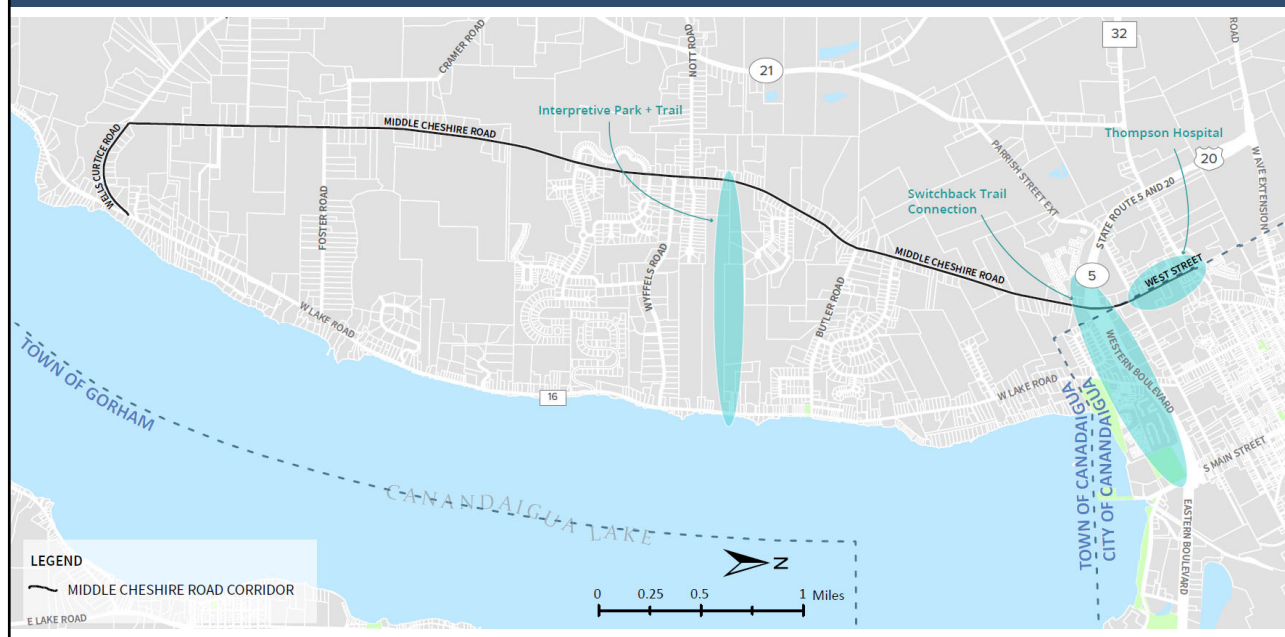 ROAD
32
CRAMER ROAD
NOTT ROAD
21
Interpretive Park + Trail
MIDDLE CHESHIRE ROAD
Thompson Hospital
20
W AVE EXTENSION
PARRISH STREET EXT
WELLS CURTICE ROAD
Switchback Trail
Connection
STATE ROUTE 5 AND 20
FOSTER ROAD
WYFFELS ROAD
MIDDLE CHESHIRE ROAD
5
WEST STREET
BUTLER ROAD
W LAKE ROAD
WESTERN BOULEVARD
TOWN OF GORHAM
16
W LAKE ROAD
TOWN OF CANADAIGUA
CITY OF CANANDAIGUA
S MAIN STREET
CANANDAIGUA LAKE
EASTERN BOULEVARD
LEGEND
MIDDLE CHESHIRE ROAD CORRIDOR
N
0 0.25 0.5 1 Miles
E LAKE ROAD